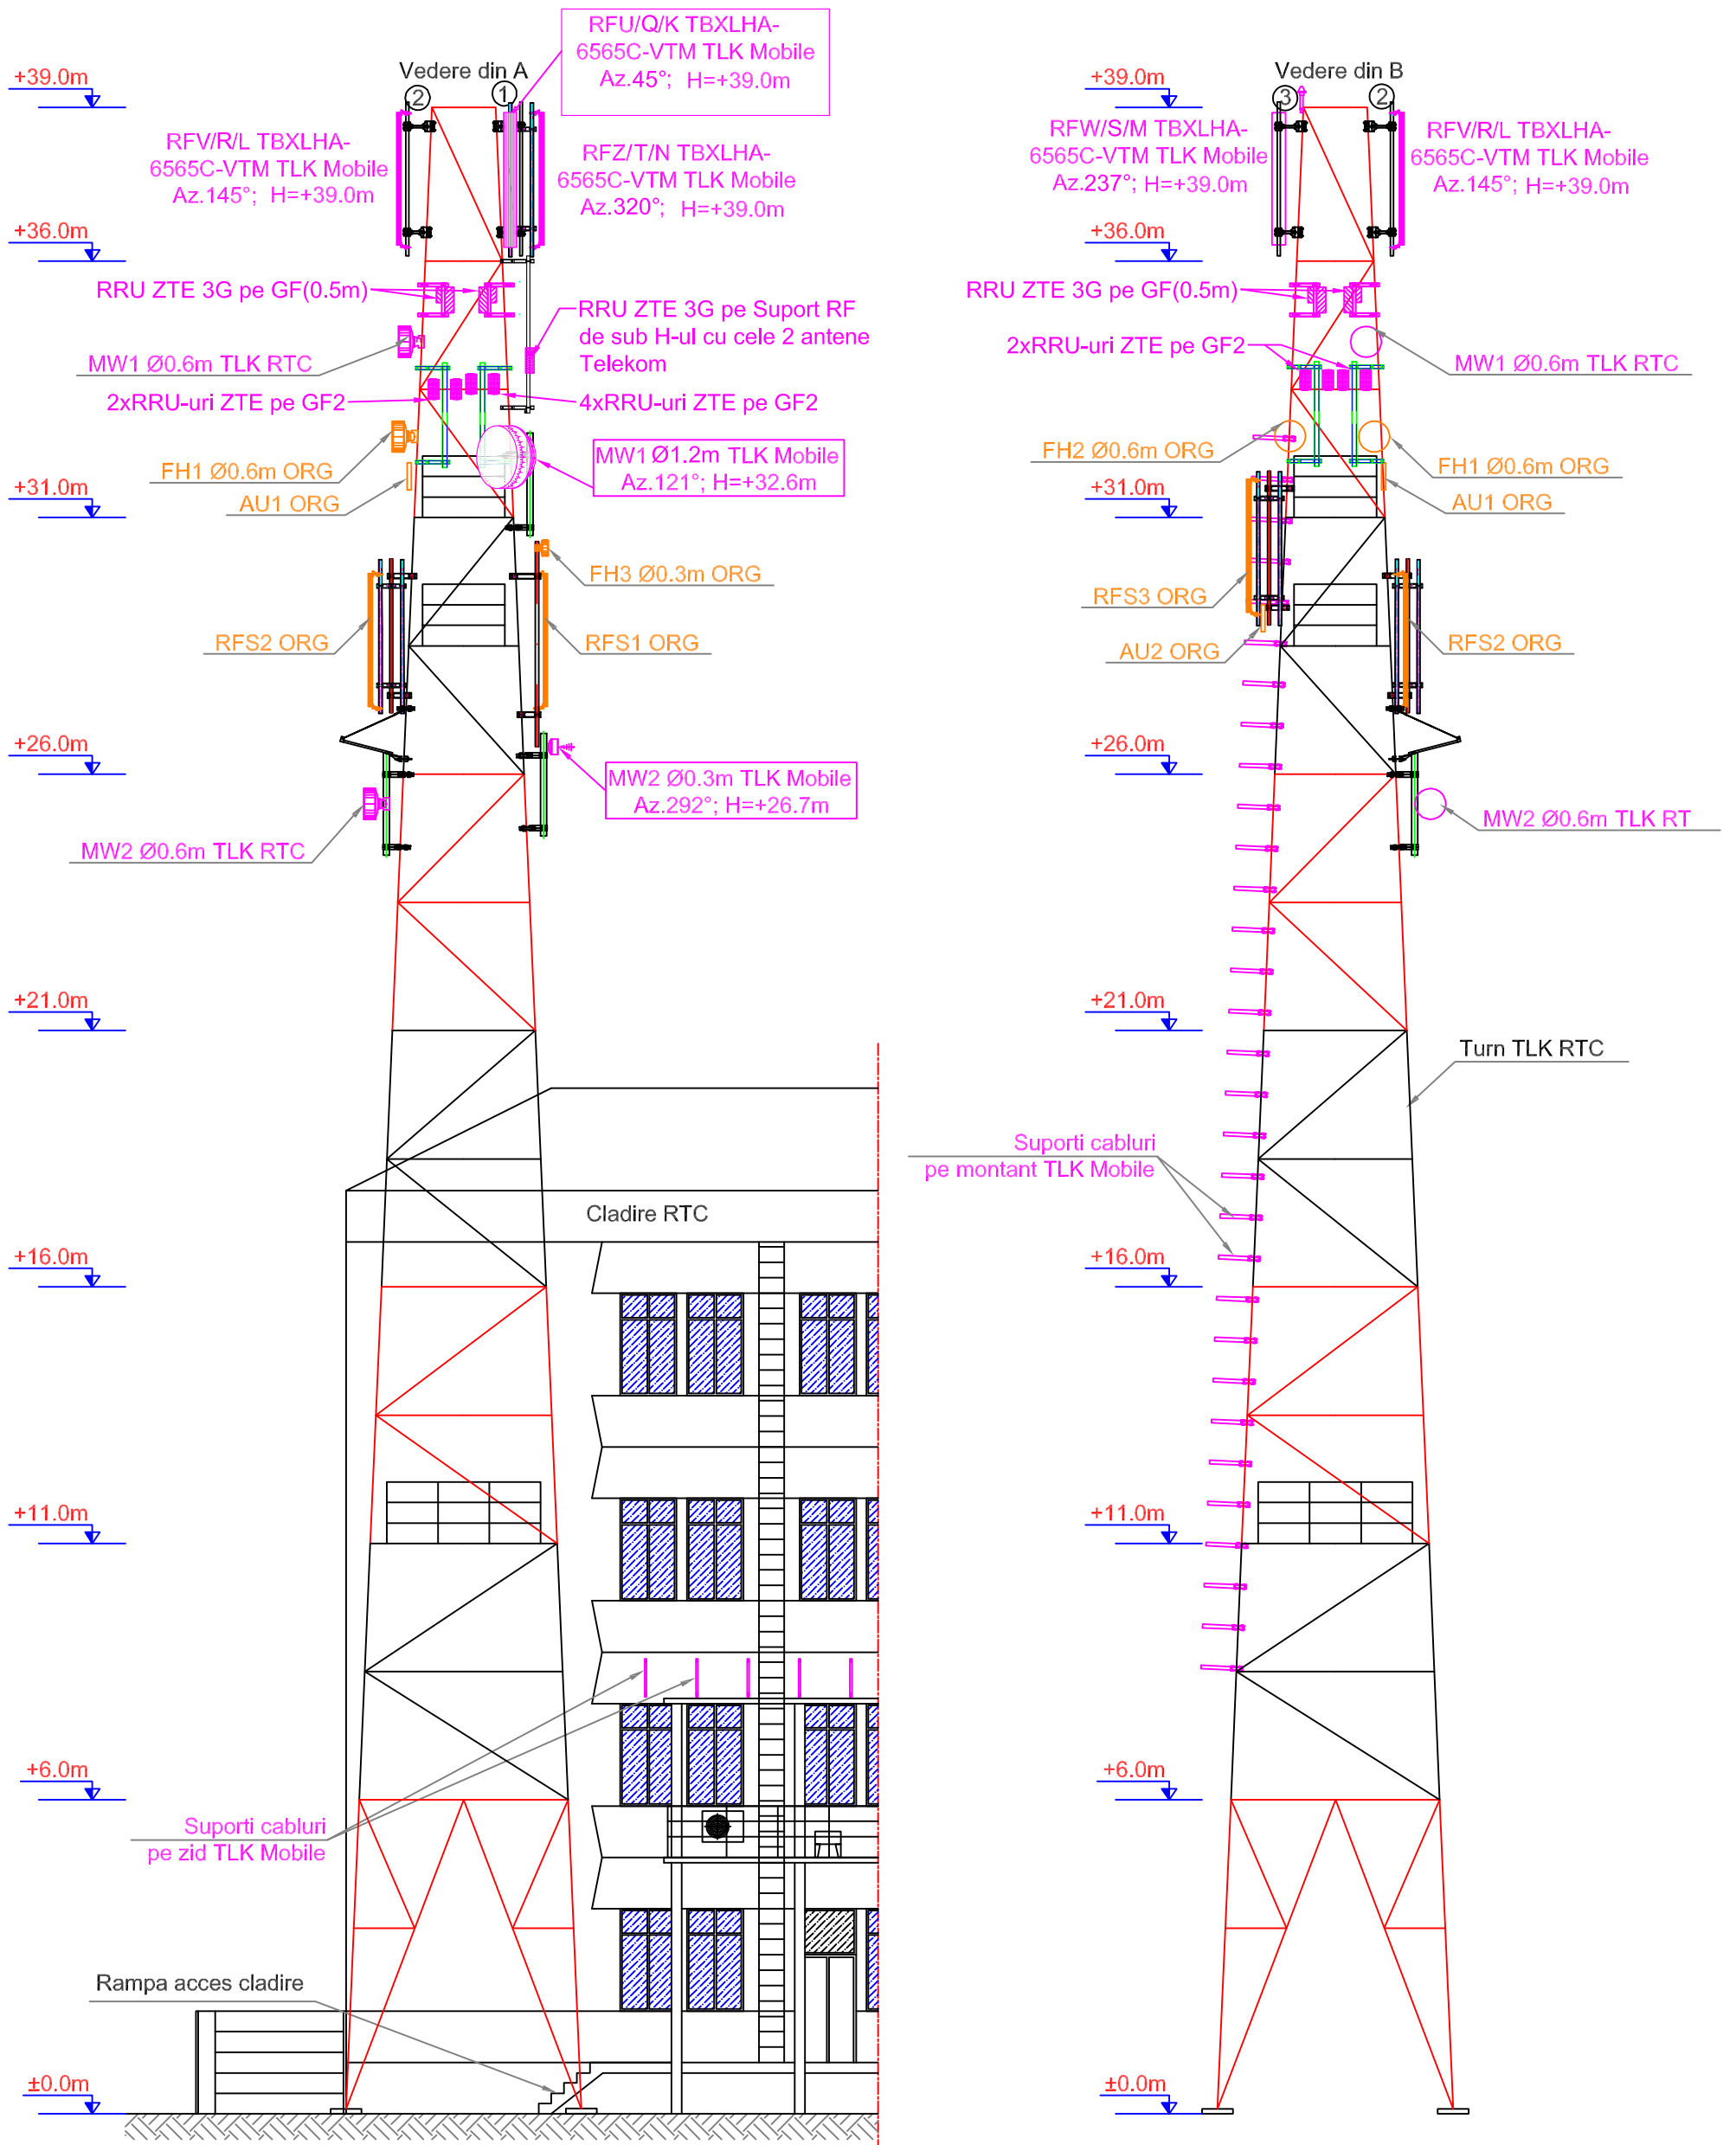 Vedere din A
2
1
RFU/Q/K TBXLHA-
6565C-VTM TLK Mobile
Az.45°; H=+39.0m
+39.0m
RFV/R/L TBXLHA-
6565C-VTM TLK Mobile
Az.145°; H=+39.0m
RFZ/T/N TBXLHA-
6565C-VTM TLK Mobile
Az.320°; H=+39.0m
+36.0m
RRU ZTE 3G pe GF(0.5m)
RRU ZTE 3G pe Suport RF
de sub H-ul cu cele 2 antene
Telekom
MW1 Ø0.6m TLK RTC
2xRRU-uri ZTE pe GF2
4xRRU-uri ZTE pe GF2
FH1 Ø0.6m ORG
MW1 Ø1.2m TLK Mobile
Az.121°; H=+32.6m
AU1 ORG
+31.0m
FH3 Ø0.3m ORG
RFS2 ORG
RFS1 ORG
+26.0m
MW2 Ø0.3m TLK Mobile
Az.292°; H=+26.7m
MW2 Ø0.6m TLK RTC
+21.0m
Cladire RTC
+16.0m
+11.0m
+6.0m
Suporti cabluri
pe zid TLK Mobile
Rampa acces cladire
±0.0m
Vedere din B
3
2
+39.0m
RFW/S/M TBXLHA-
6565C-VTM TLK Mobile
Az.237°; H=+39.0m
RFV/R/L TBXLHA-
6565C-VTM TLK Mobile
Az.145°; H=+39.0m
+36.0m
RRU ZTE 3G pe GF(0.5m)
2xRRU-uri ZTE pe GF2
MW1 Ø0.6m TLK RTC
FH2 Ø0.6m ORG
FH1 Ø0.6m ORG
+31.0m
AU1 ORG
RFS3 ORG
AU2 ORG
RFS2 ORG
+26.0m
MW2 Ø0.6m TLK RT
+21.0m
Turn TLK RTC
Suporti cabluri
pe montant TLK Mobile
+16.0m
+11.0m
+6.0m
±0.0m